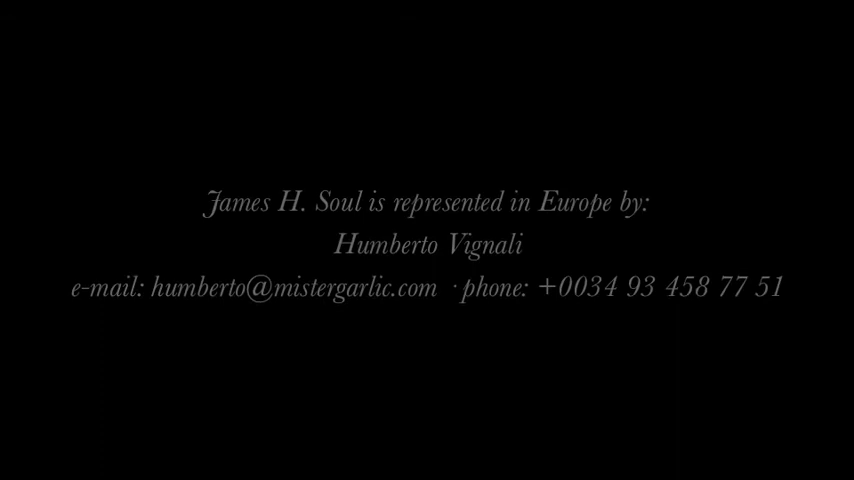 James H. Soul is represented in Europe by:
Humberto Vignali
e-mail: humberto@mistergarlic.com · phone: +0034 93 458 77 51